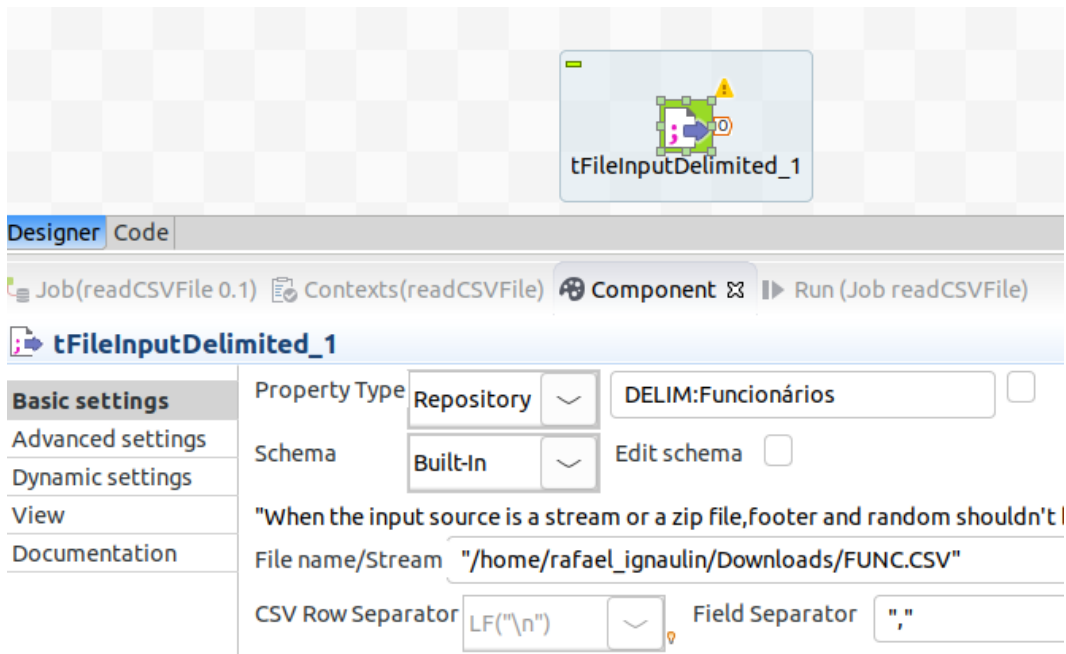 tFileInputDelimited_1
Designer Code
Job(readCSVFile 0.1) Contexts(readCSVFile) Component Run (Job readCSVFile)
tFileInputDelimited_1
Basic settings
Advanced settings
Dynamic settings
View
Documentation
Property Type Repository DELIM:Funcionários
Schema Built-In Edit schema
"When the input source is a stream or a zip file,footer and random shouldn't
File name/Stream "/home/rafael_ignaulin/Downloads/FUNC.CSV"
CSV Row Separator LF("\n") Field Separator ","